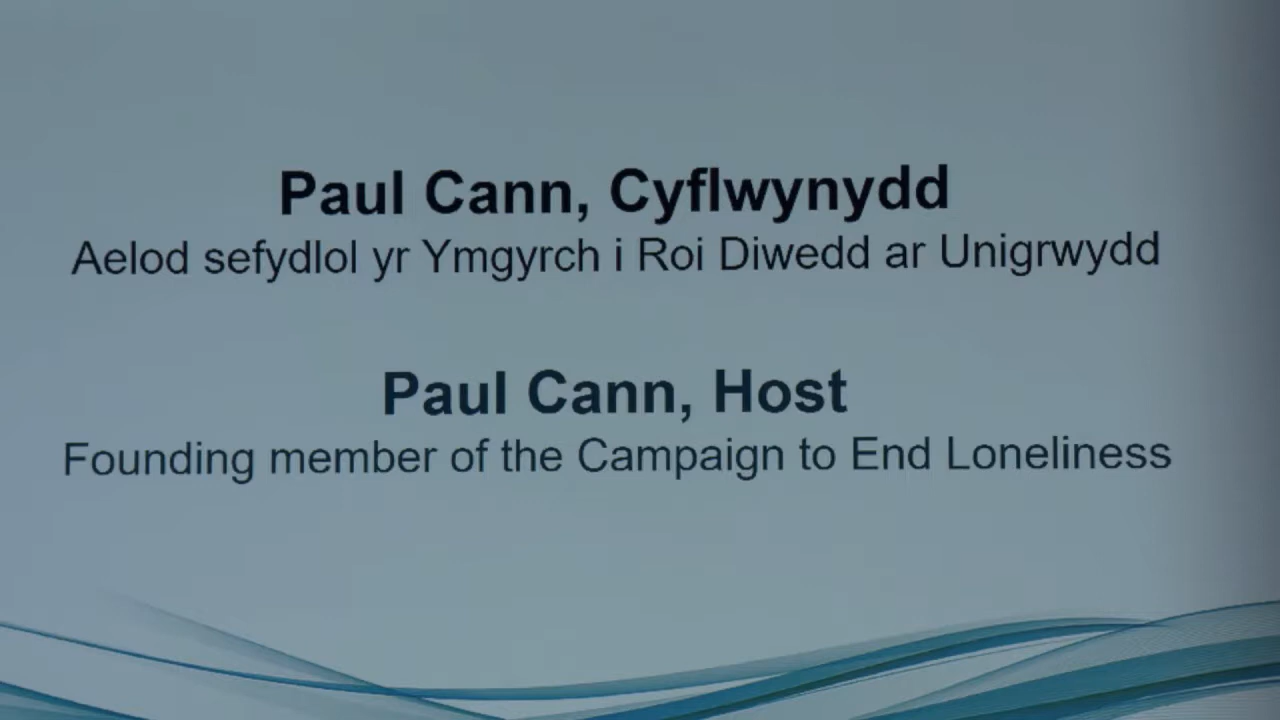 Paul Cann, Cyflwynydd
Aelod sefydlol yr Ymgyrch i Roi Diwedd ar Unigrwydd
Paul Cann, Host
Founding member of the Campaign to End Loneliness